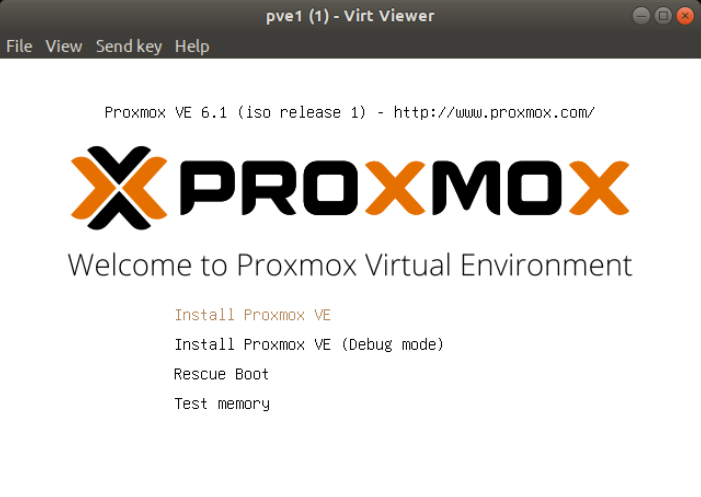 pve1 (1) - Virt Viewer
File View Send key Help
Proxmox VE 6.1 (iso release 1) - http://www.proxmox.com/
PROXMOX
Welcome to Proxmox Virtual Environment
Install Proxmox VE
Install Proxmox VE (Debug mode)
Rescue Boot
Test memory